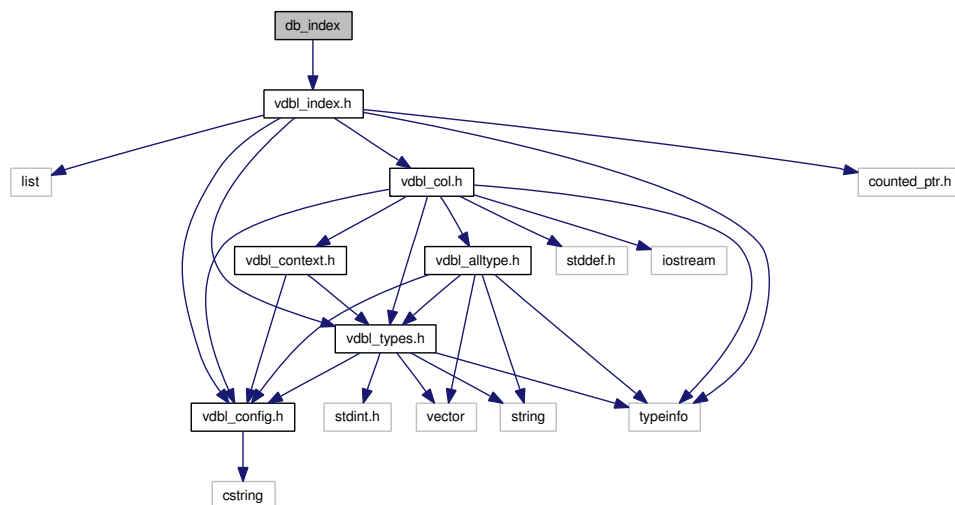 db_index
vdbl_index.h
list
vdbl_col.h
counted_ptr.h
vdbl_context.h
vdbl_alltype.h
stddef.h
iostream
vdbl_types.h
vdbl_config.h
stdint.h
vector
string
typeinfo
cstring